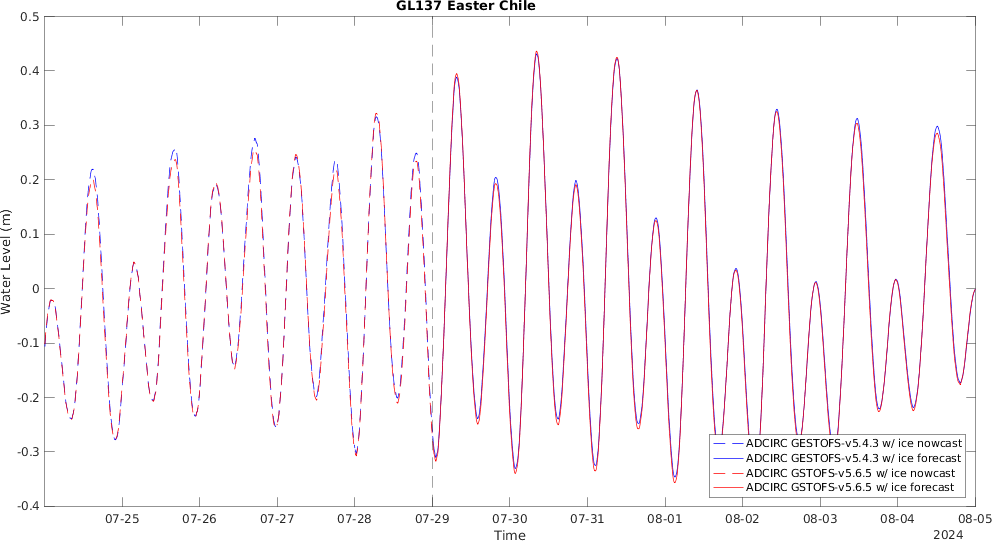 GL137 Easter Chile
0.5
0.4
0.3
0.2
0.1
0
-0.1
-0.2
-0.3
-0.4
Water Level (m)
ADCIRC GESTOFS-v5.4.3 w/ ice nowcast
ADCIRC GESTOFS-v5.4.3 w/ ice forecast
ADCIRC GSTOFS-v5.6.5 w/ ice nowcast
ADCIRC GSTOFS-v5.6.5 w/ ice forecast
07-25 07-26 07-27 07-28 07-29 07-30 07-31 08-01 08-02 08-03 08-04 08-05
Time
2024